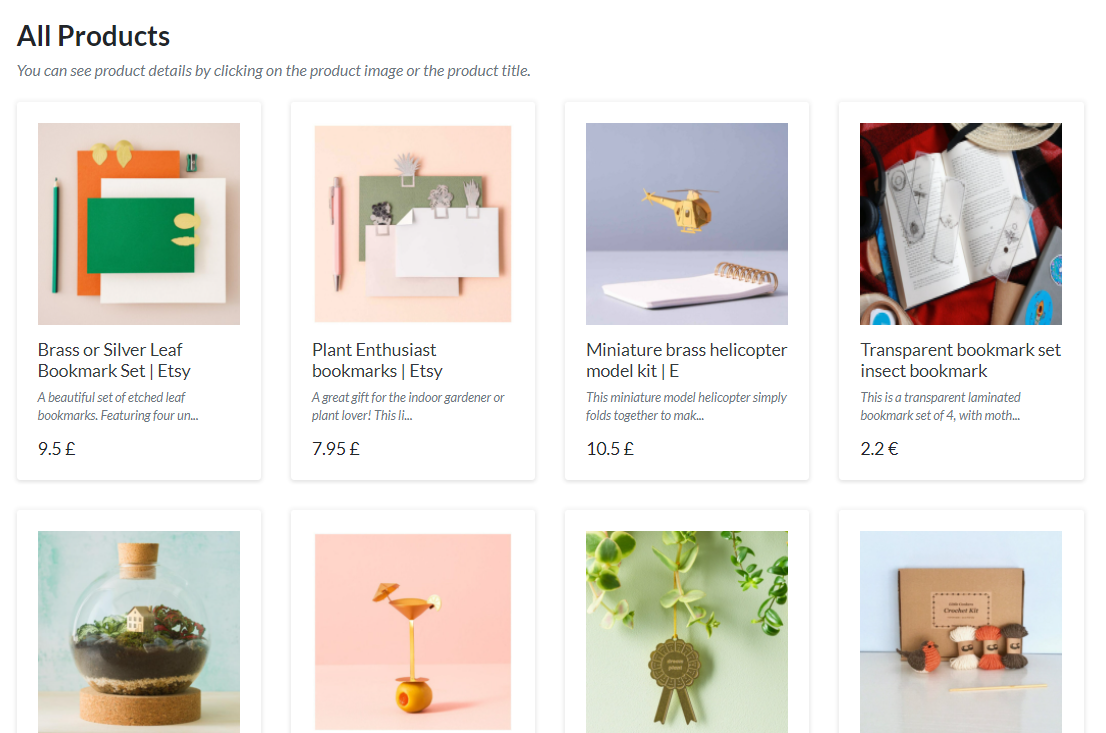 All Products
You can see product details by clicking on the product image or the product title.
Brass or Silver Leaf
Bookmark Set | Etsy
A beautiful set of etched leaf
bookmarks. Featuring four un...
9.5 £
Plant Enthusiast
bookmarks | Etsy
A great gift for the indoor gardener or
plant lover! This li...
7.95 £
Miniature brass helicopter
model kit | E
This miniature model helicopter simply
folds together to mak...
10.5 £
Transparent bookmark set
insect bookmark
This is a transparent laminated
bookmark set of 4, with moth...
2.2 €
Crochet Kit